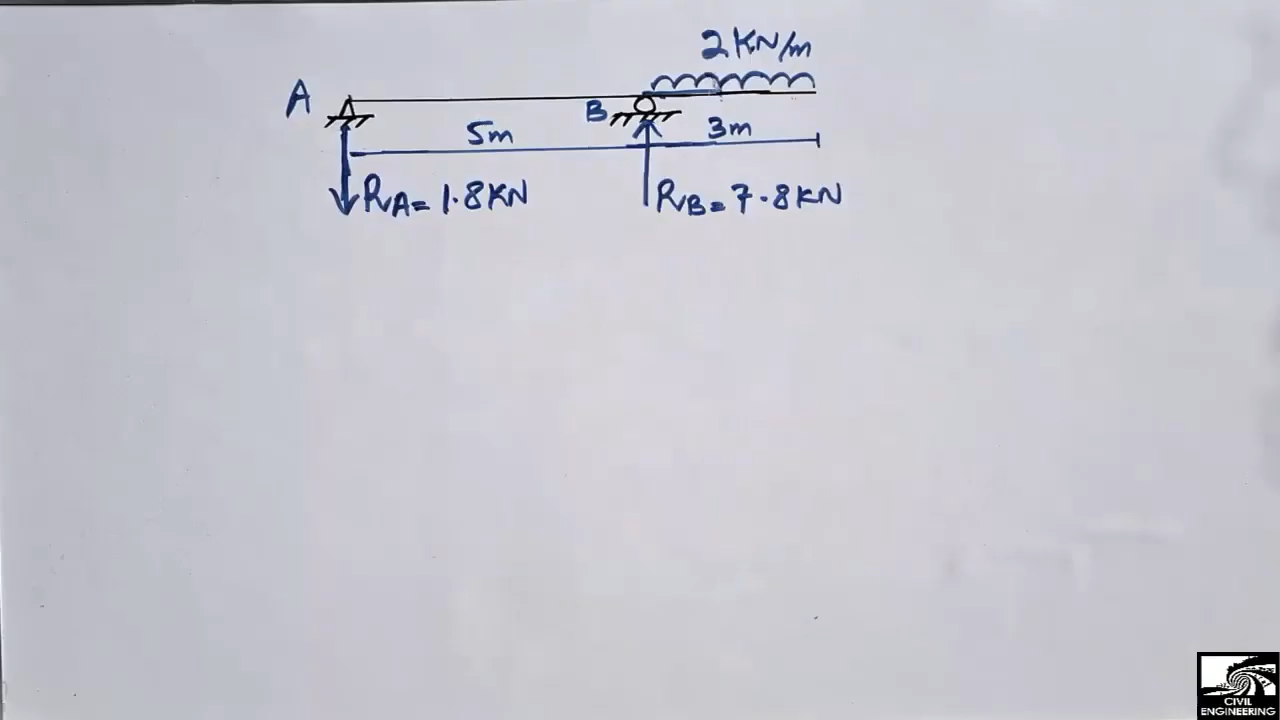 2KN/m
A
B
5m
3m
RA=1.8KN
RB=7.8KN
CIVIL
ENGINEERING